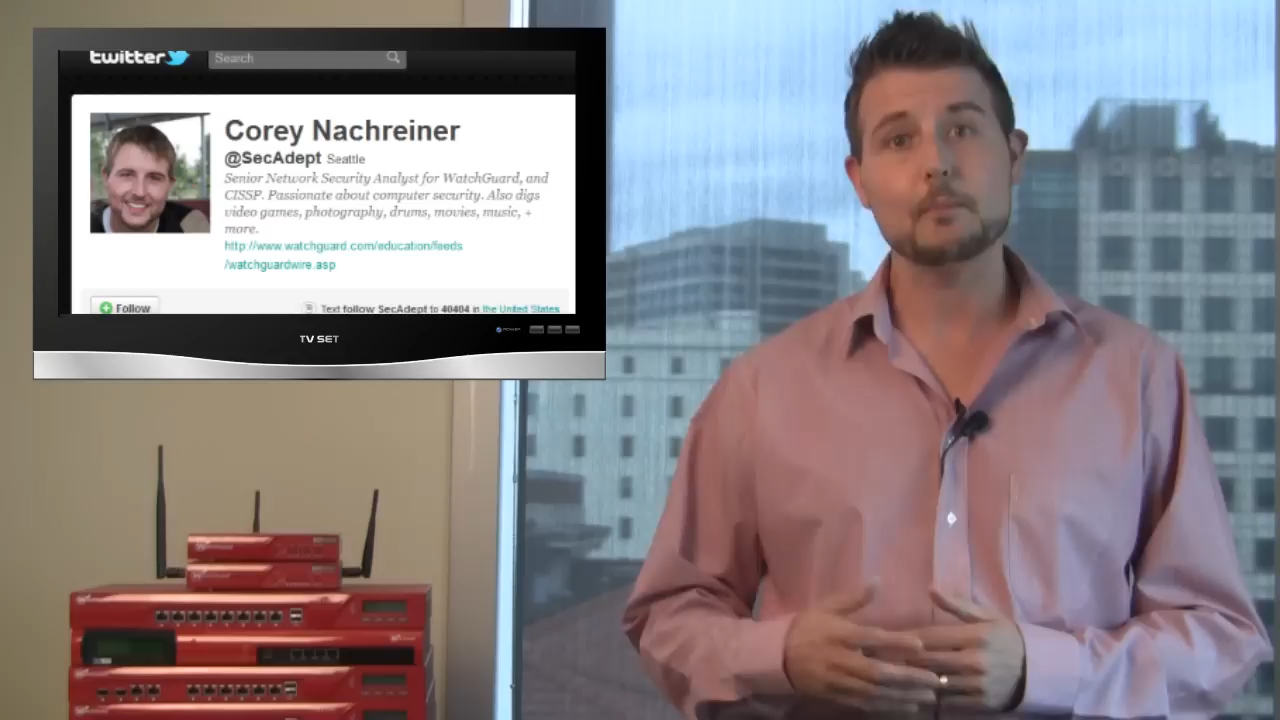 twitter
Search
Corey Nachreiner
@SecAdept Seattle
Senior Network Security Analyst for WatchGuard, and
CISSP. Passionate about computer security. Also digs
video games, photography, drums, movies, music, +
more.
http://www.watchguard.com/education/feeds
/watchguardwire.asp
Follow
Text follow SecAdept to 40404 in the United States
POWER
TV SET